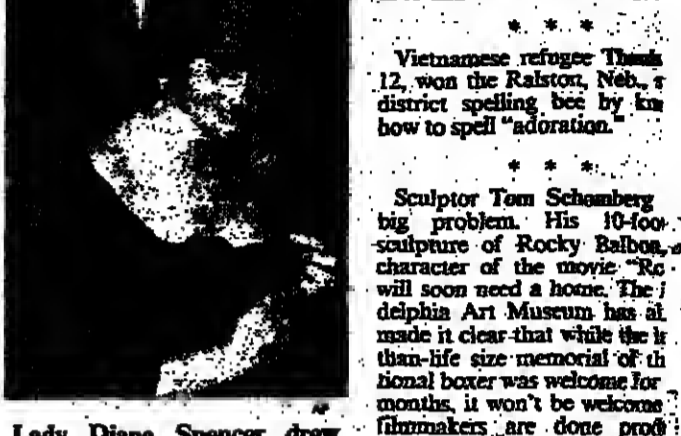 AP
Lady Diana Spencer drew
* * *
Vietnamese refugee
12, won the Ralston, Neb.,
district spelling bee by
how to spell "adoration."
* * *
Sculptor Tom Schomberg
big problem. His 10-foot
sculpture of Rocky Balboa,
character of the movie
will soon need a home. The
delphia Art Museum has
made it clear that while the
than-life size memorial of
tional boxer was welcome for
months, it won't be welcome
filmmakers are done